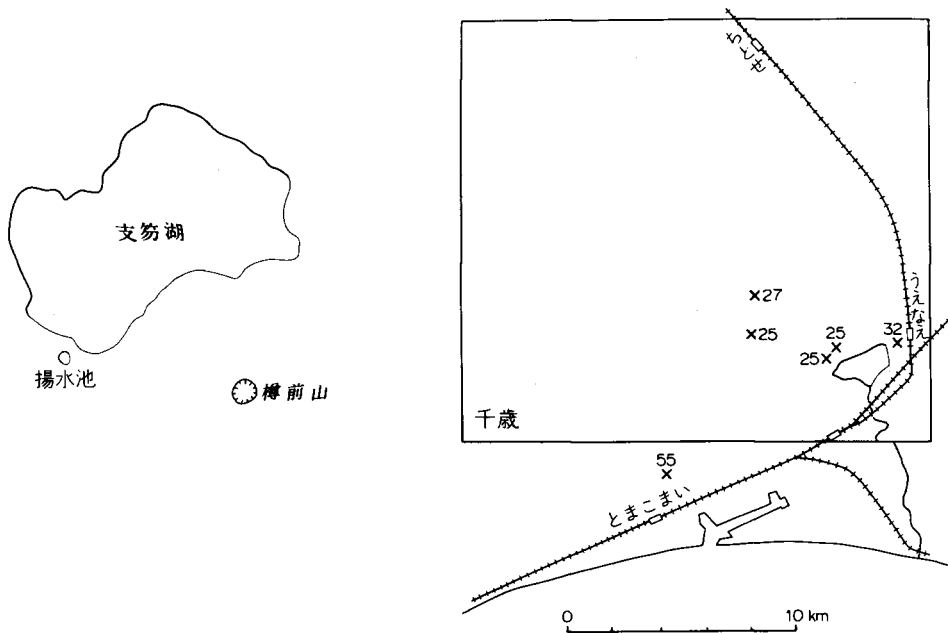 ちとせ
支笏湖
うえなえ
×27
×25
32
×
25
×
25×
揚水池
樽前山
千歳
55
×
とまこまい
0 10 km